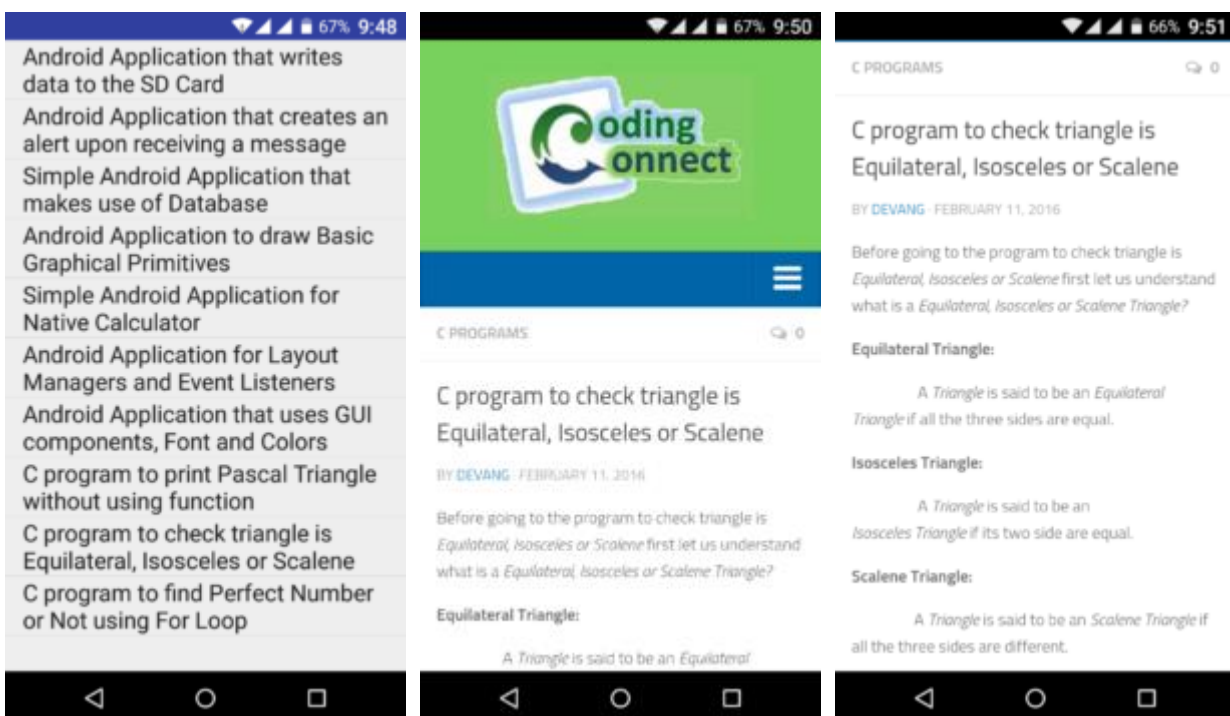 67% 9:48
Android Application that writes
data to the SD Card
Android Application that creates an
alert upon receiving a message
Simple Android Application that
makes use of Database
Android Application to draw Basic
Graphical Primitives
Simple Android Application for
Native Calculator
Android Application for Layout
Managers and Event Listeners
Android Application that uses GUI
components, Font and Colors
C program to print Pascal Triangle
without using function
C program to check triangle is
Equilateral, Isosceles or Scalene
C program to find Perfect Number
or Not using For Loop
67% 9:50
Coding
Connect
C PROGRAMS 0
C program to check triangle is
Equilateral, Isosceles or Scalene
BY DEVANG · FEBRUARY 11, 2016
Before going to the program to check triangle is
Equilateral, Isosceles or Scalene first let us understand
what is a Equilateral, Isosceles or Scalene Triangle?
Equilateral Triangle:
A Triangle is said to be an Equilateral
66% 9:51
C PROGRAMS 0
C program to check triangle is
Equilateral, Isosceles or Scalene
BY DEVANG · FEBRUARY 11, 2016
Before going to the program to check triangle is
Equilateral, Isosceles or Scalene first let us understand
what is a Equilateral, Isosceles or Scalene Triangle?
Equilateral Triangle:
A Triangle is said to be an Equilateral
Triangle if all the three sides are equal.
Isosceles Triangle:
A Triangle is said to be an
Isosceles Triangle if its two side are equal.
Scalene Triangle:
A Triangle is said to be an Scalene Triangle if
all the three sides are different.